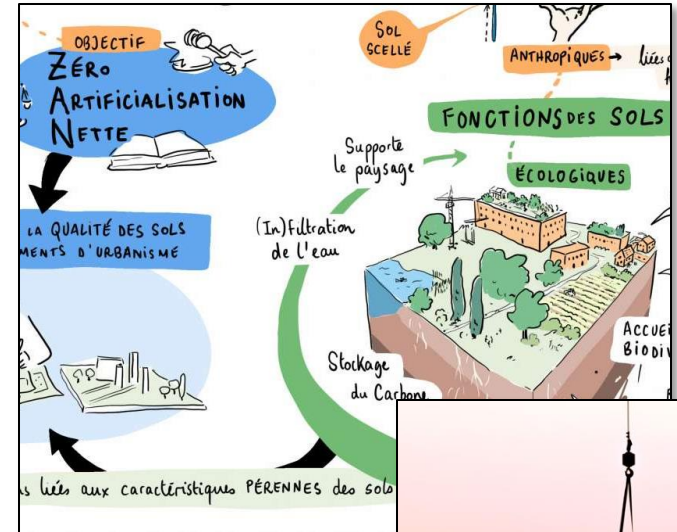 OBJECTIF
ZÉRO
ARTIFICIALISATION
NETTE
LA QUALITÉ DES SOLS
D'URBANISME
SOL
SCELLÉ
ANTHROPIQUES → liées
FONCTIONS DES SOLS
ÉCOLOGIQUES
Supporte
le paysage
(In)filtration
de l'eau
Stockage
du Carbone
liés aux caractéristiques PÉRENNES des sols